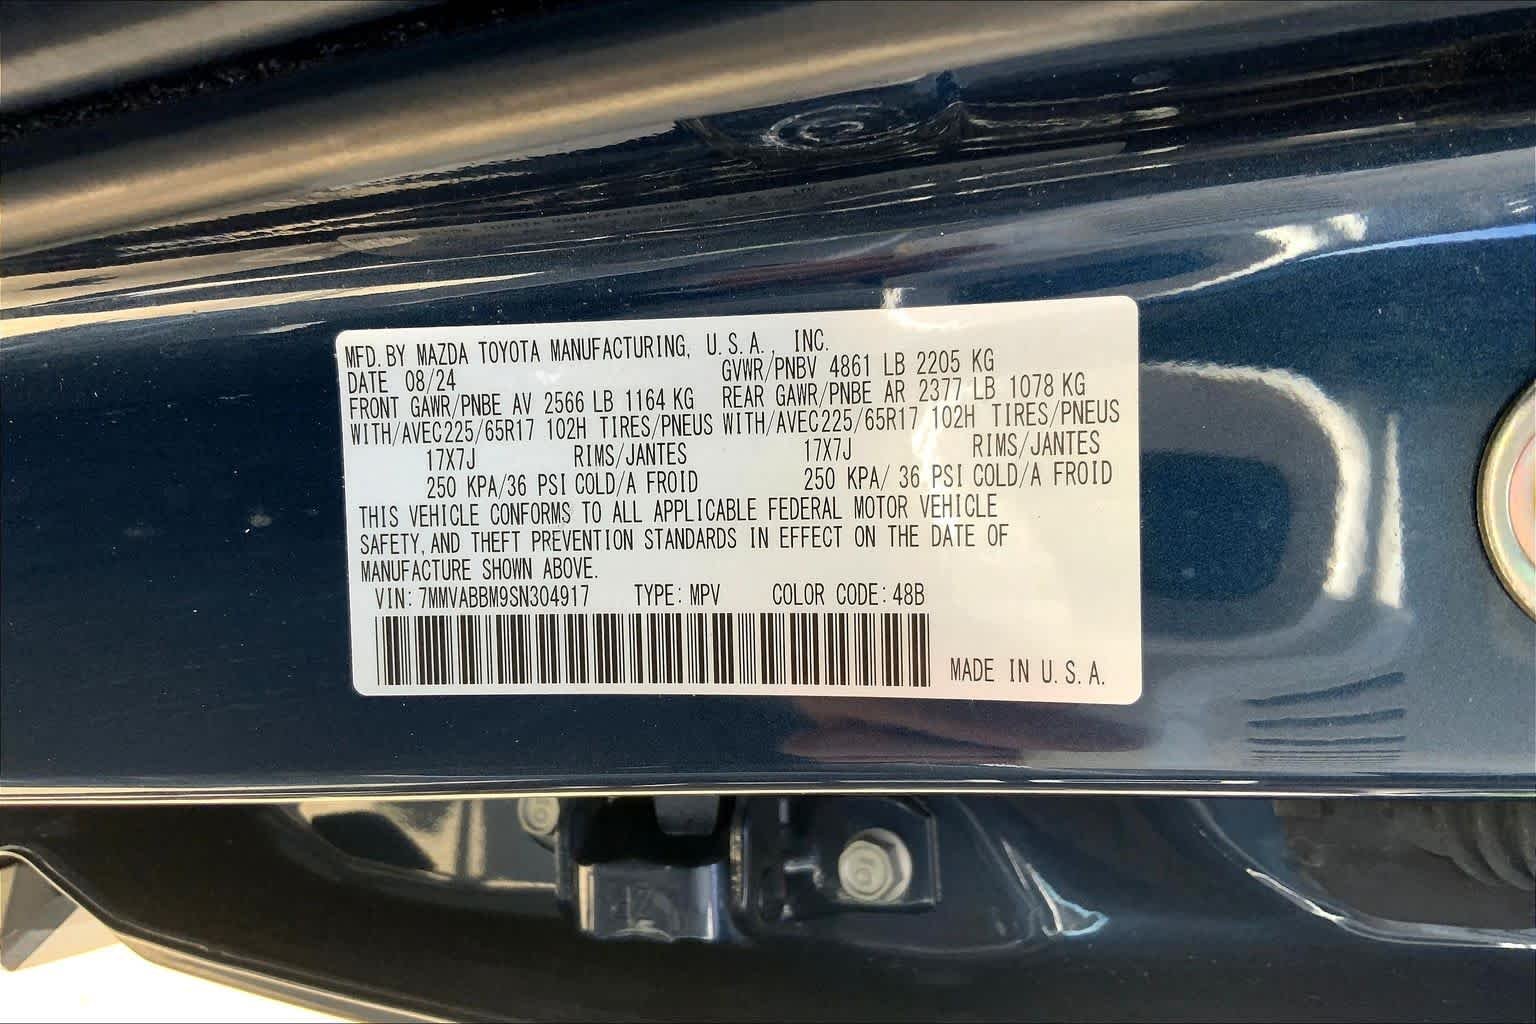 MFD. BY MAZDA TOYOTA MANUFACTURING, U.S.A., INC.
DATE 08/24 GVWR/PNBV 4861 LB 2205 KG
FRONT GAWR/PNBE AV 2566 LB 1164 KG REAR GAWR/PNBE AR 2377 LB 1078 KG
WITH/AVEC225/65R17 102H TIRES/PNEUS WITH/AVEC225/65R17 102H TIRES/PNEUS
17X7J RIMS/JANTES 17X7J RIMS/JANTES
250 KPA/36 PSI COLD/A FROID 250 KPA/ 36 PSI COLD/A FROID
THIS VEHICLE CONFORMS TO ALL APPLICABLE FEDERAL MOTOR VEHICLE
SAFETY, AND THEFT PREVENTION STANDARDS IN EFFECT ON THE DATE OF
MANUFACTURE SHOWN ABOVE.
VIN: 7MMVABBM9SN304917 TYPE: MPV COLOR CODE: 48B
MADE IN U.S.A.